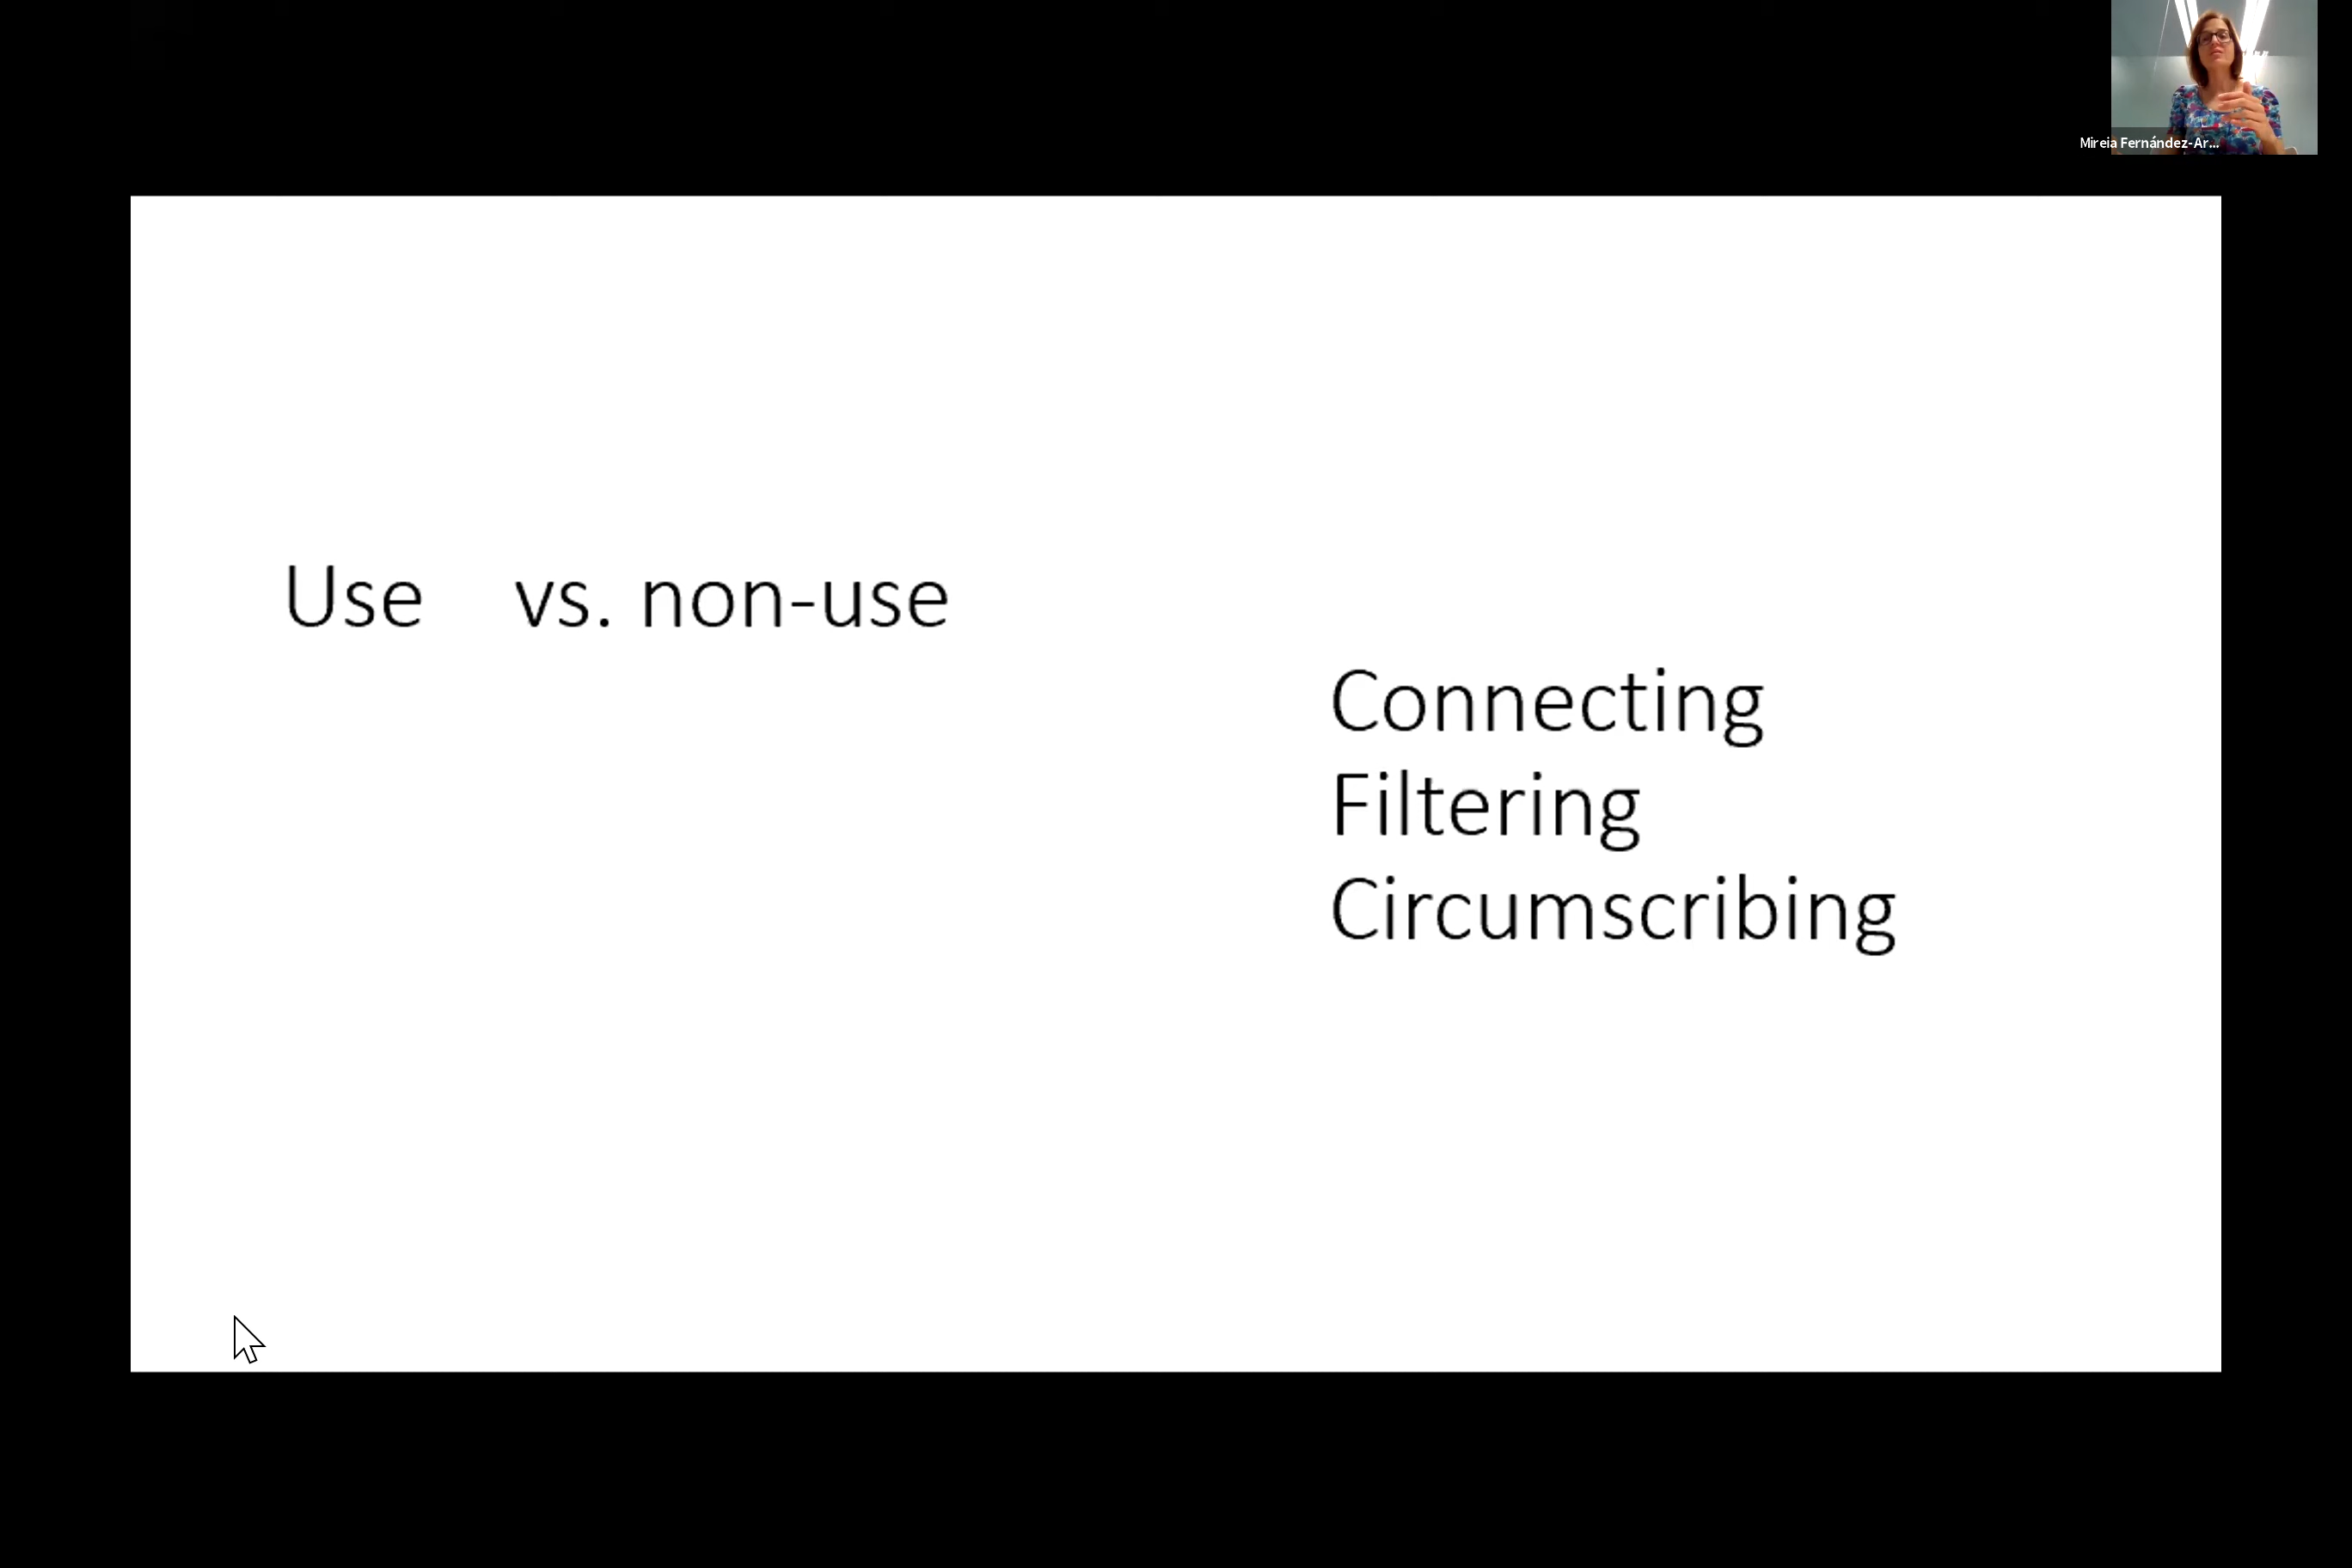 Mireia Fernández-Ar...
Use vs. non-use
Connecting
Filtering
Circumscribing